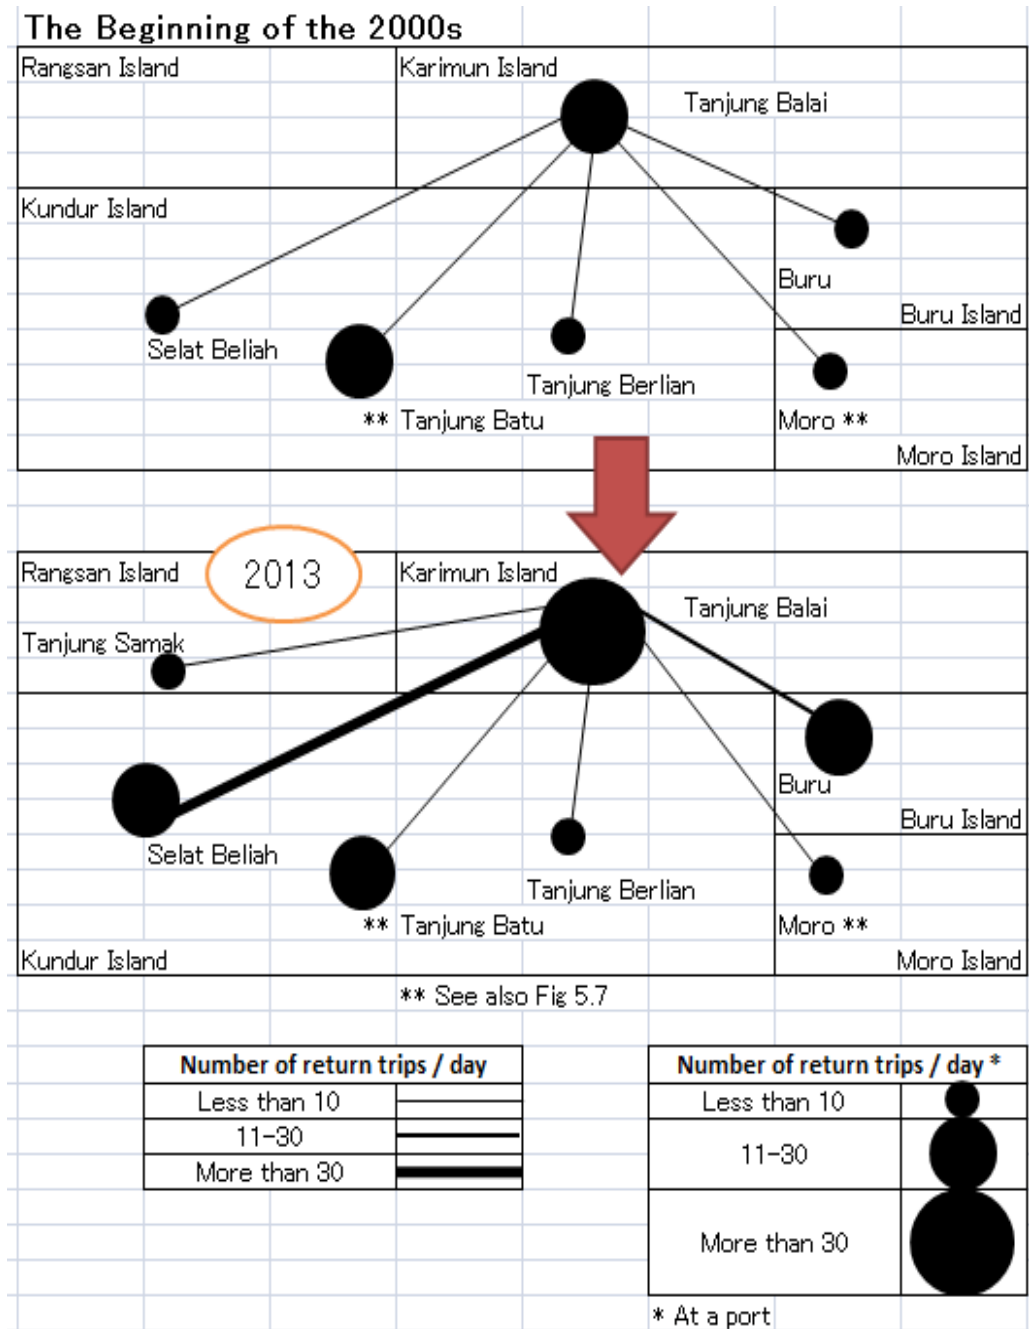 The Beginning of the 2000s
Rangsan Island
Karimun Island
Tanjung Balai
Kundur Island
Buru
Buru Island
Selat Beliah
Tanjung Berlian
** Tanjung Batu
Moro **
Moro Island
Rangsan Island
2013
Karimun Island
Tanjung Balai
Tanjung Samak
Buru
Buru Island
Selat Beliah
Tanjung Berlian
** Tanjung Batu
Moro **
Kundur Island
Moro Island
** See also Fig 5.7
Number of return trips / day
Less than 10
11-30
More than 30
Number of return trips / day *
Less than 10
11-30
More than 30
* At a port